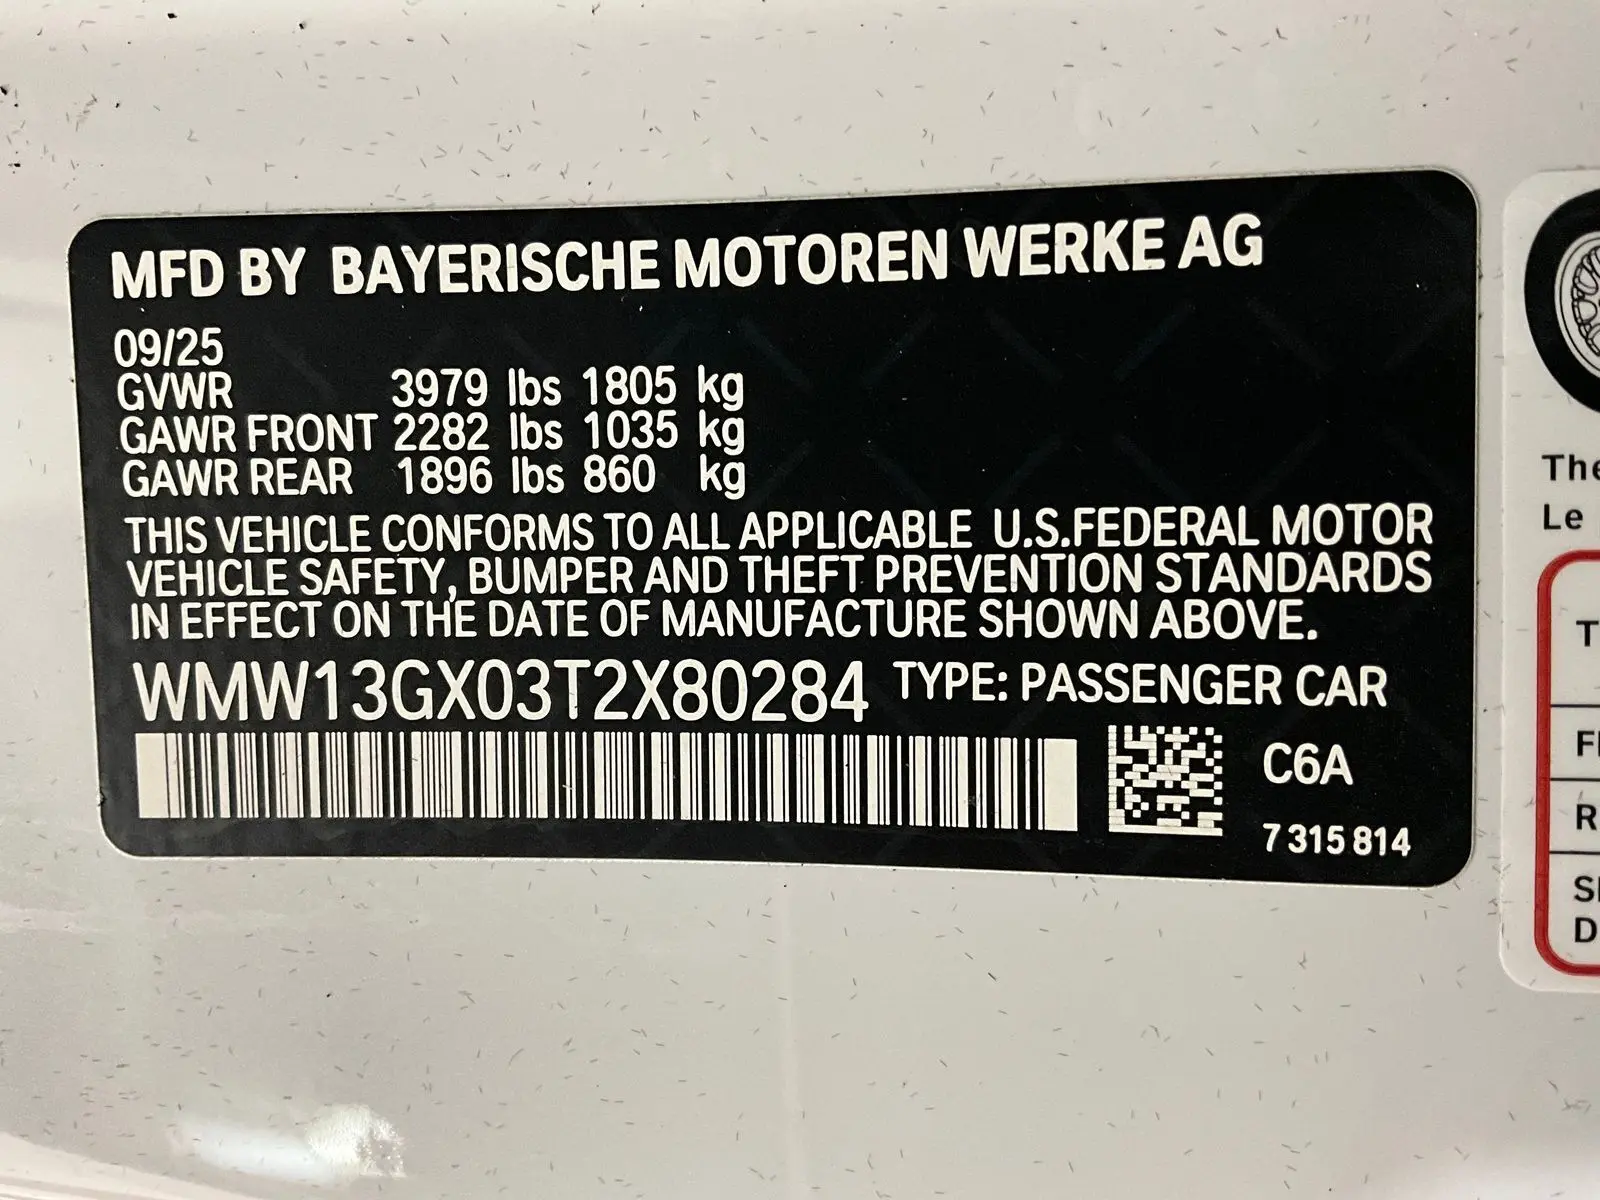 MFD BY BAYERISCHE MOTOREN WERKE AG
09/25
GVWR 3979 lbs 1805 kg
GAWR FRONT 2282 lbs 1035 kg
GAWR REAR 1896 lbs 860 kg
THIS VEHICLE CONFORMS TO ALL APPLICABLE U.S.FEDERAL MOTOR
VEHICLE SAFETY, BUMPER AND THEFT PREVENTION STANDARDS
IN EFFECT ON THE DATE OF MANUFACTURE SHOWN ABOVE.
WMW13GX03T2X80284 TYPE: PASSENGER CAR
C6A
7 315 814
The
Le